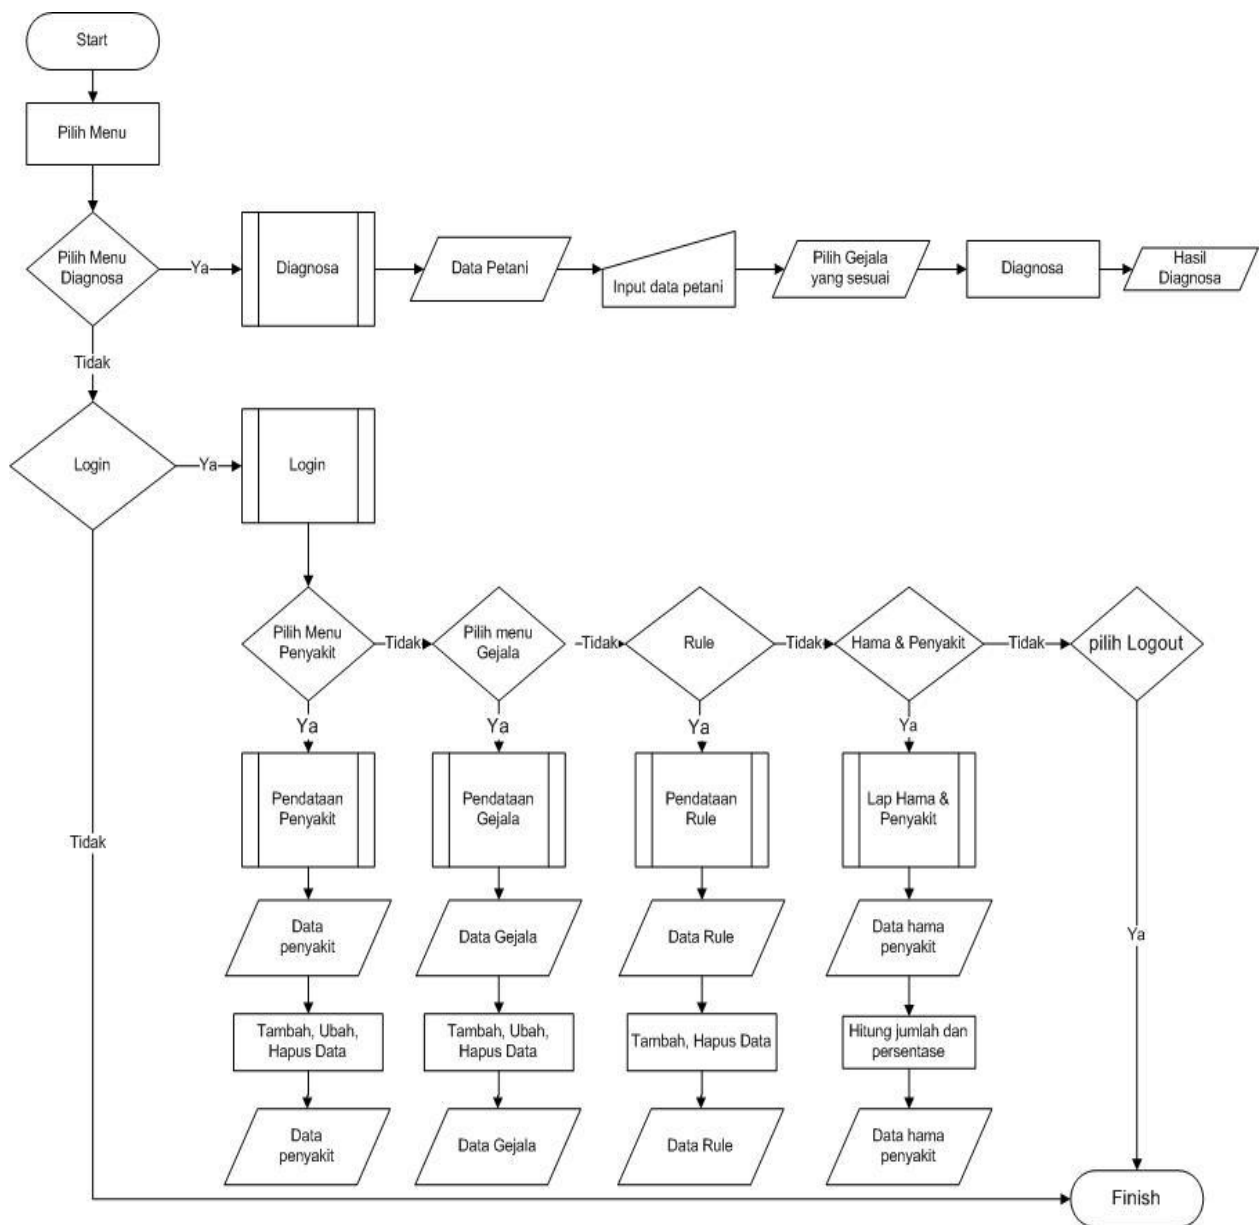 Start
Pilih Menu
Pilih Menu
Diagnosa
Ya
Diagnosa
Data Petani
Input data petani
Pilih Gejala
yang sesuai
Diagnosa
Hasil
Diagnosa
Tidak
Login
Ya
Login
Pilih Menu
Penyakit
Tidak
Pilih menu
Gejala
Tidak
Rule
Tidak
Hama & Penyakit
Tidak
pilih Logout
Ya
Ya
Ya
Ya
Pendataan
Penyakit
Pendataan
Gejala
Pendataan
Rule
Lap Hama &
Penyakit
Tidak
Data
penyakit
Data Gejala
Data Rule
Data hama
penyakit
Ya
Tambah, Ubah,
Hapus Data
Tambah, Ubah,
Hapus Data
Tambah, Hapus Data
Hitung jumlah dan
persentase
Data
penyakit
Data Gejala
Data Rule
Data hama
penyakit
Finish